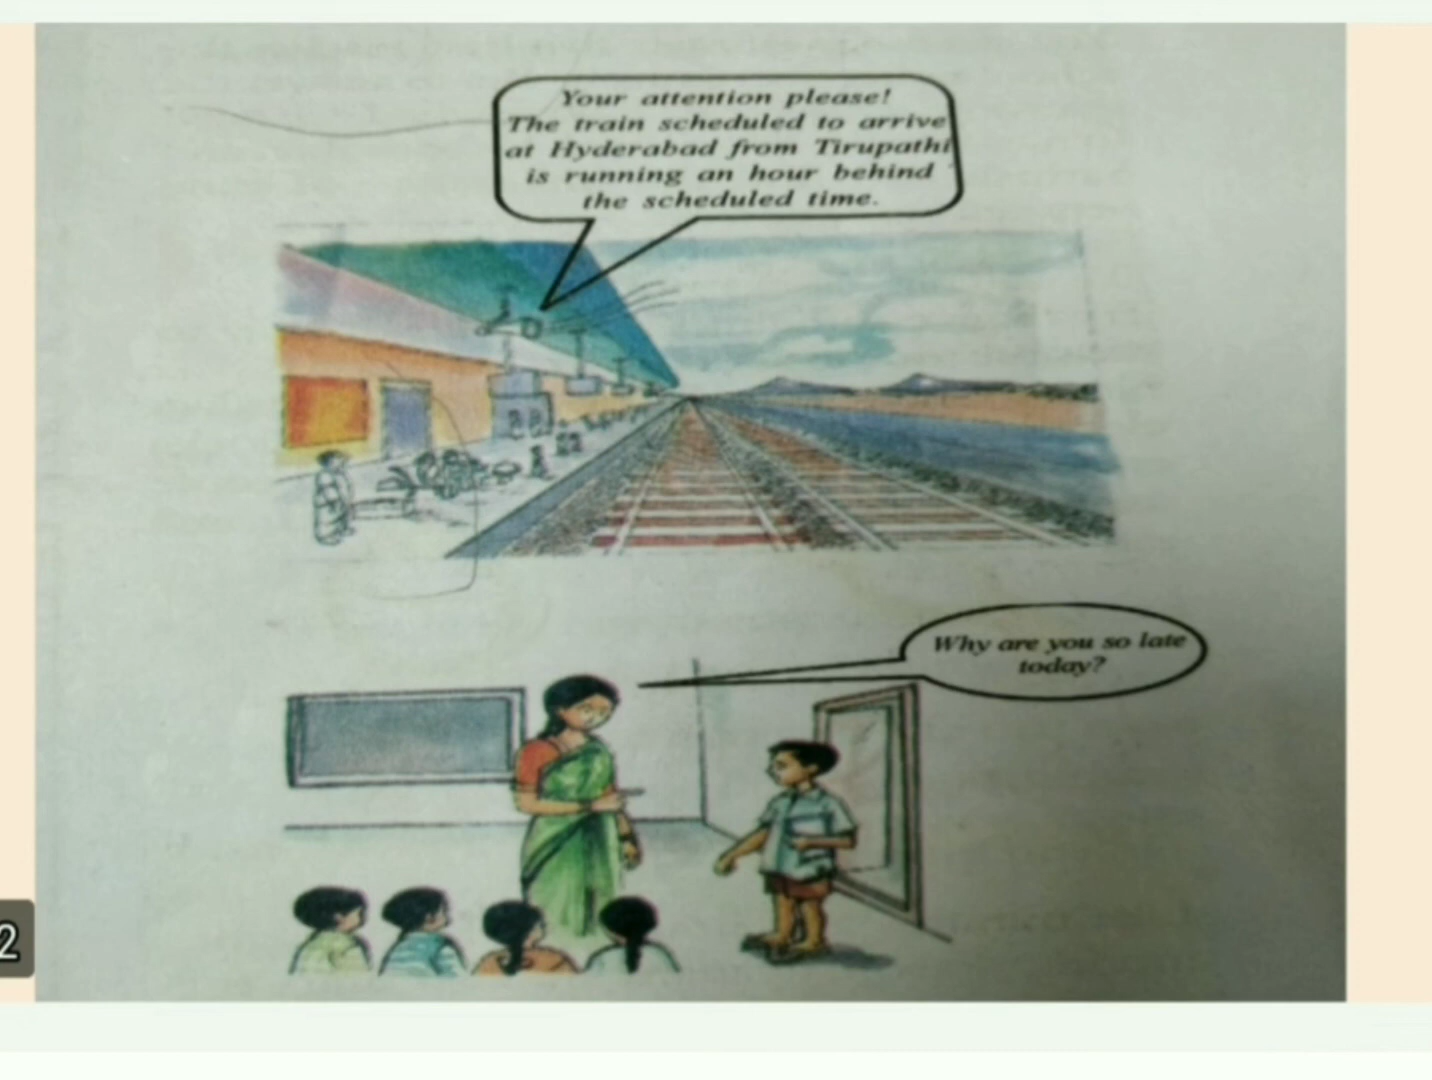 Your attention please!
The train scheduled to arrive
at Hyderabad from Tirupathi
is running an hour behind
the scheduled time.
Why are you so late
today?
2